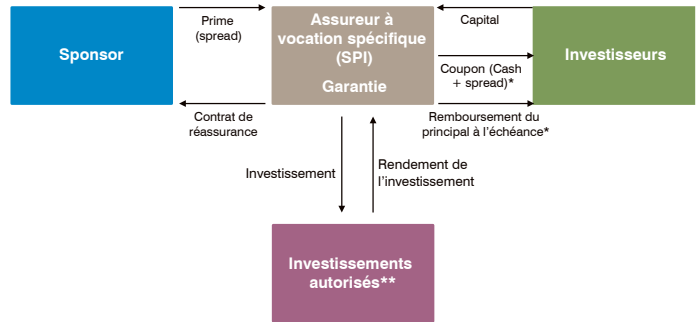 Prime
(spread)
Assureur à
vocation spécifique
(SPI)
Garantie
Capital
Sponsor
Coupon (Cash
+ spread)*
Investisseurs
Contrat de
réassurance
Remboursement du
principal à l'échéance*
Investissement
Rendement de
l'investissement
Investissements
autorisés**